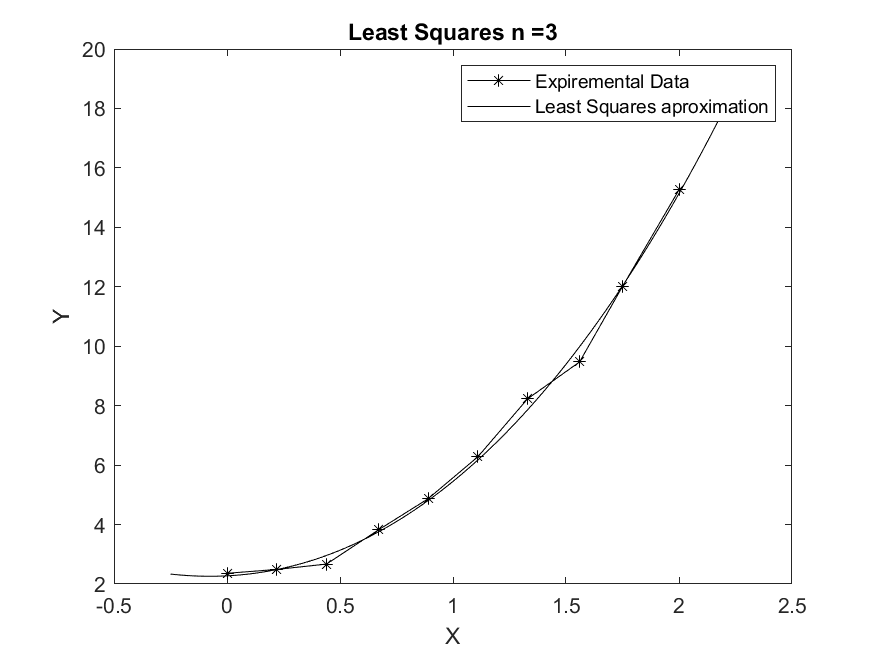 Least Squares n =3
Expiremental Data
Least Squares aproximation
20
18
16
14
12
10
8
6
4
2
Y
-0.5 0 0.5 1 1.5 2 2.5
X